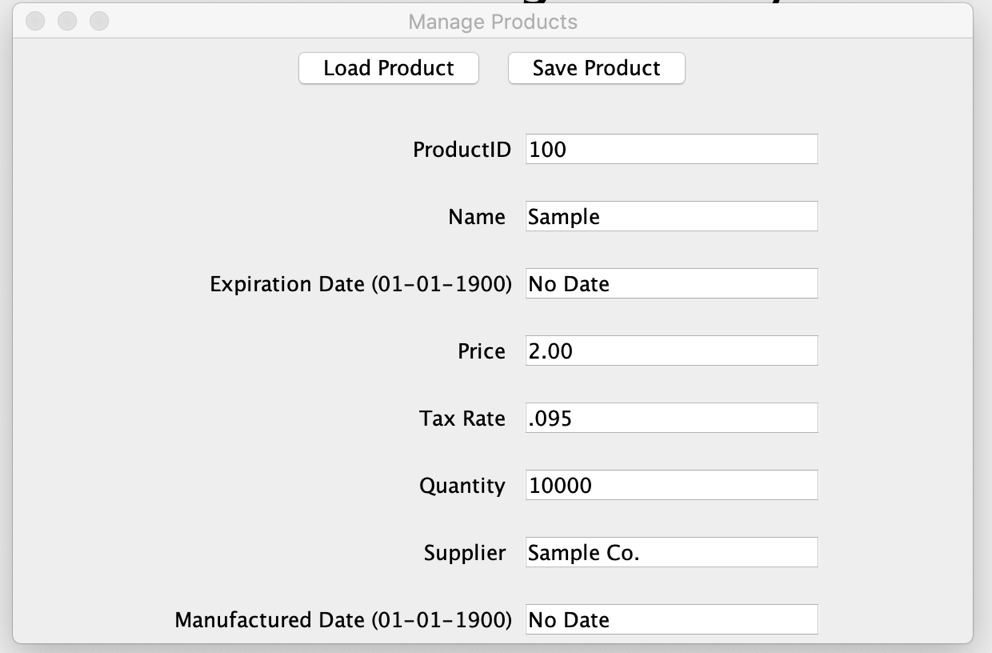 Manage Products
Load Product Save Product
ProductID 100
Name Sample
Expiration Date (01-01-1900) No Date
Price 2.00
Tax Rate .095
Quantity 10000
Supplier Sample Co.
Manufactured Date (01-01-1900) No Date